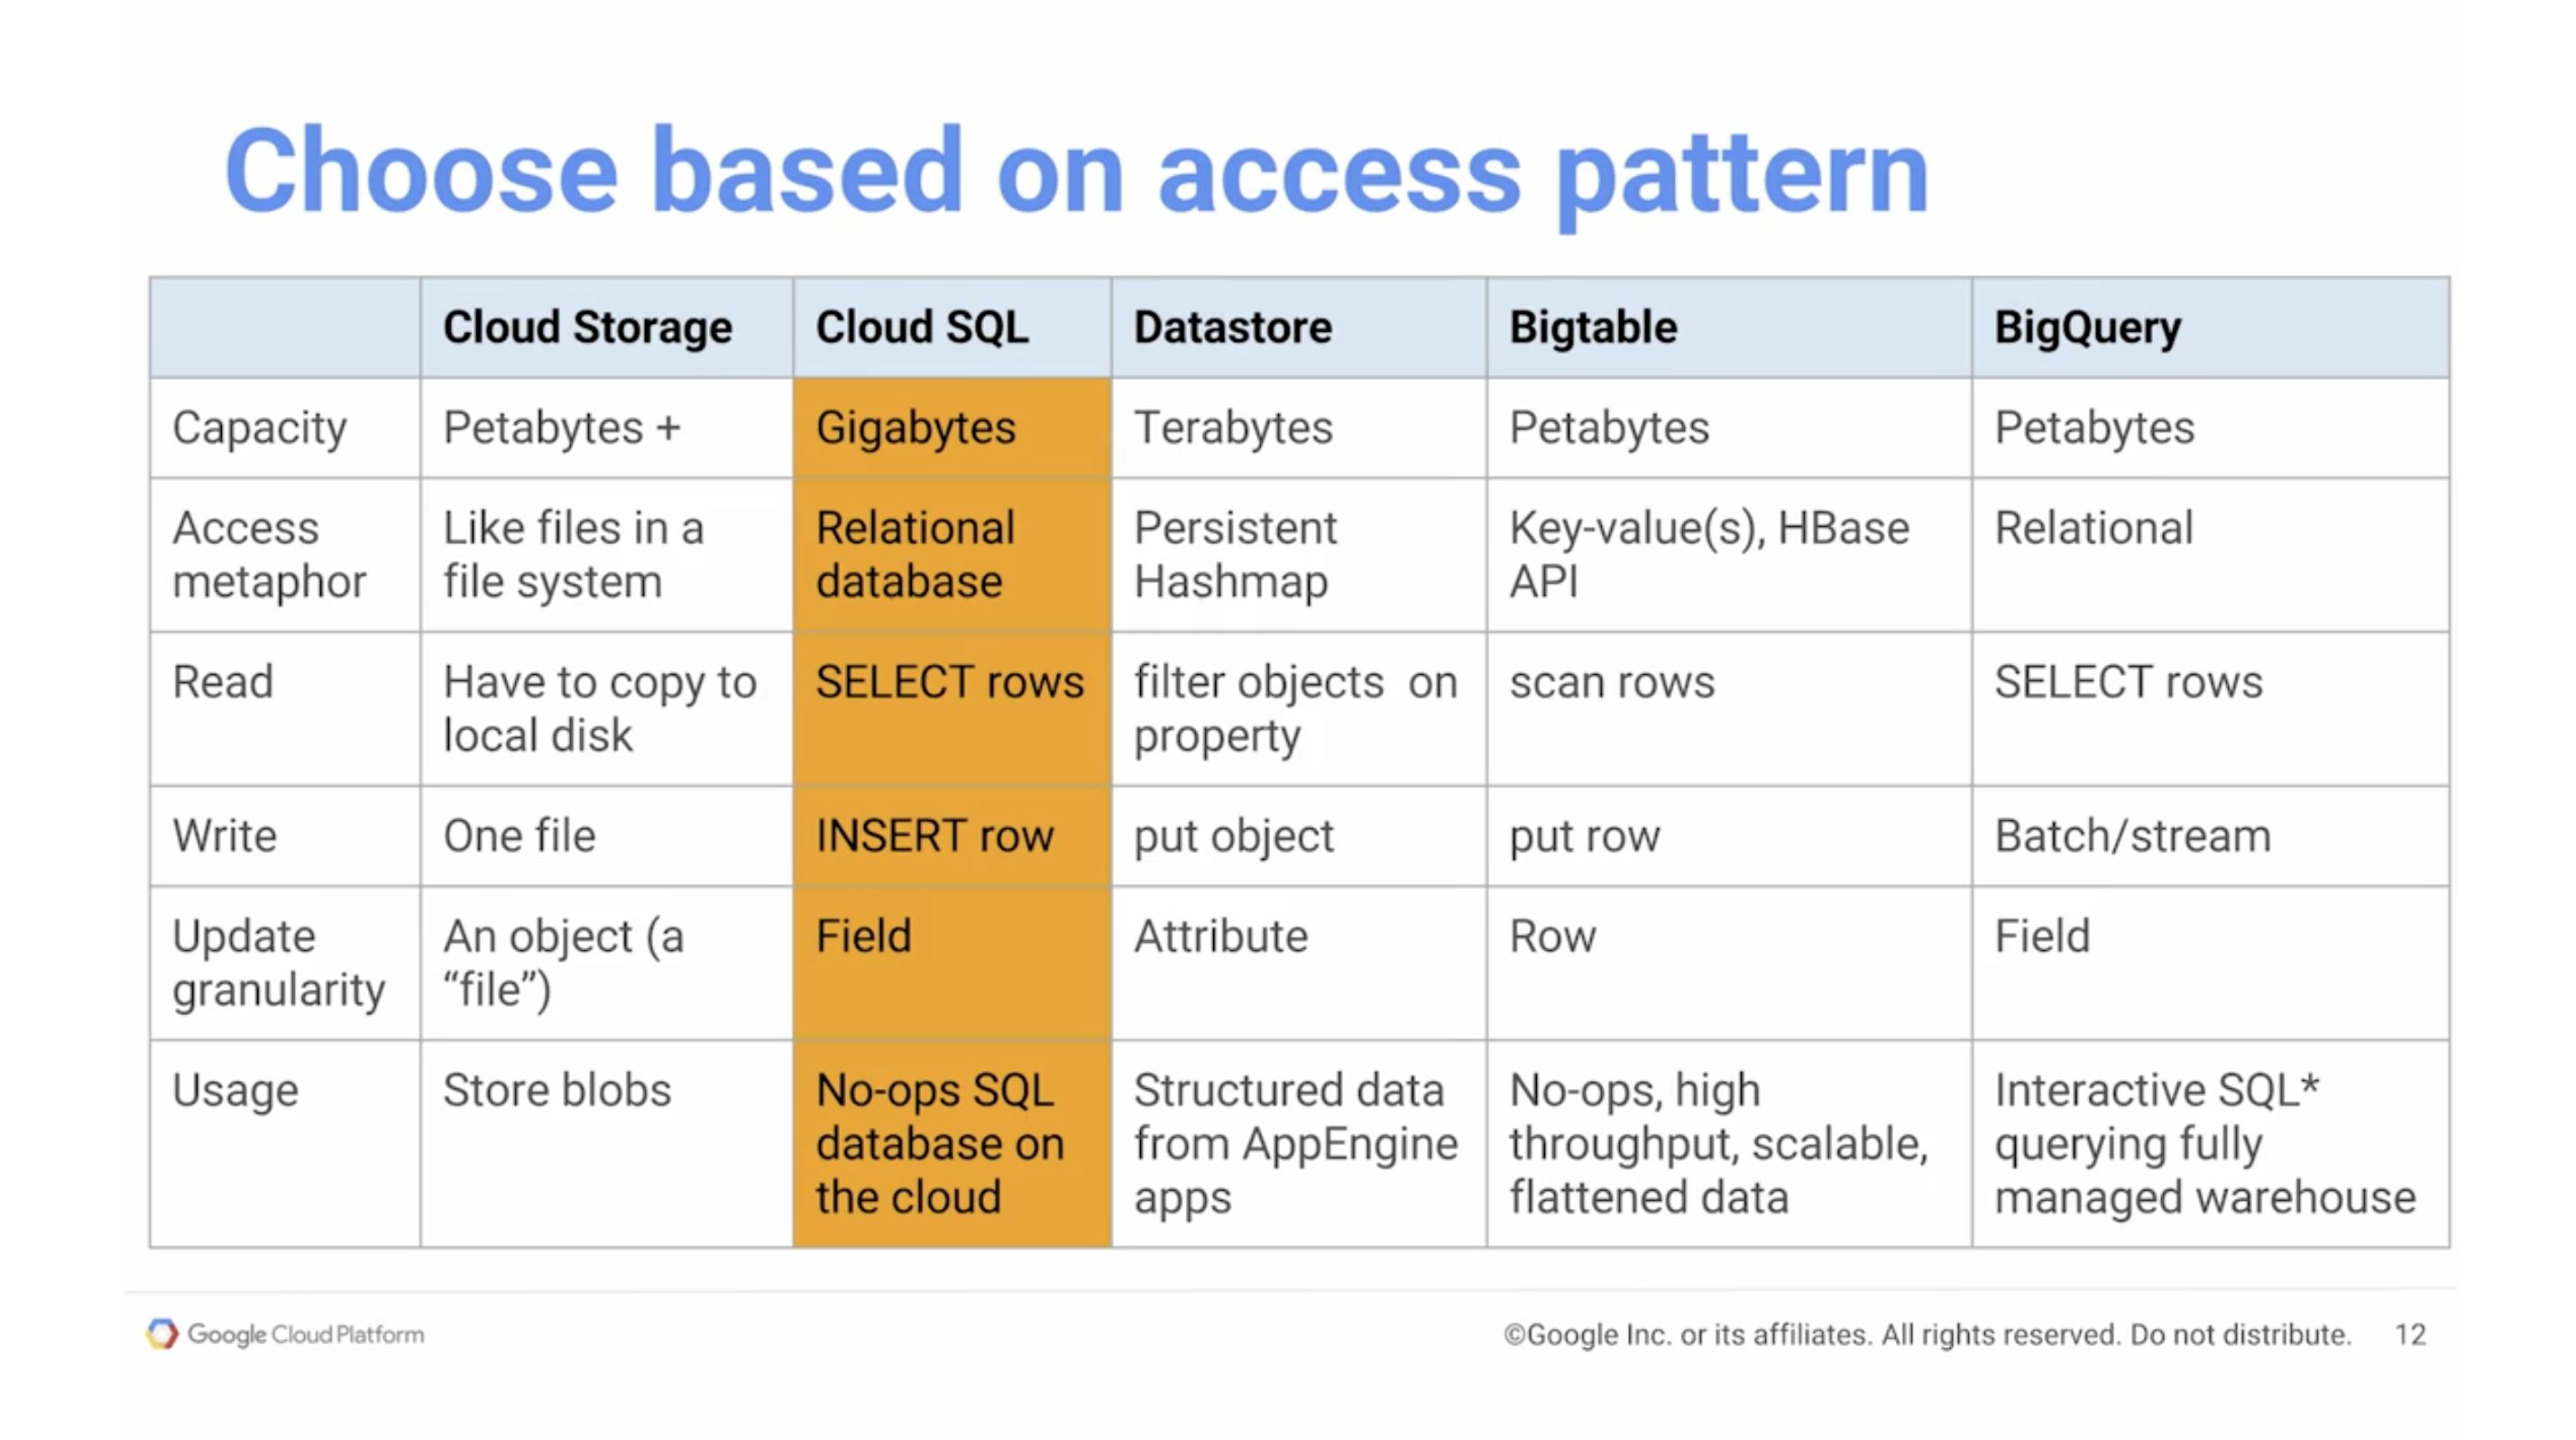 Choose based on access pattern
Cloud Storage
Cloud SQL
Datastore
Bigtable
BigQuery
Capacity
Petabytes +
Gigabytes
Terabytes
Petabytes
Petabytes
Access
metaphor
Like files in a
file system
Relational
database
Persistent
Hashmap
Key-value(s), HBase
API
Relational
Read
Have to copy to
local disk
SELECT rows
filter objects on
property
scan rows
SELECT rows
Write
One file
INSERT row
put object
put row
Batch/stream
Update
granularity
An object (a
“file”)
Field
Attribute
Row
Field
Usage
Store blobs
No-ops SQL
database on
the cloud
Structured data
from AppEngine
apps
No-ops, high
throughput, scalable,
flattened data
Interactive SQL*
querying fully
managed warehouse
Google Cloud Platform
©Google Inc. or its affiliates. All rights reserved. Do not distribute. 12